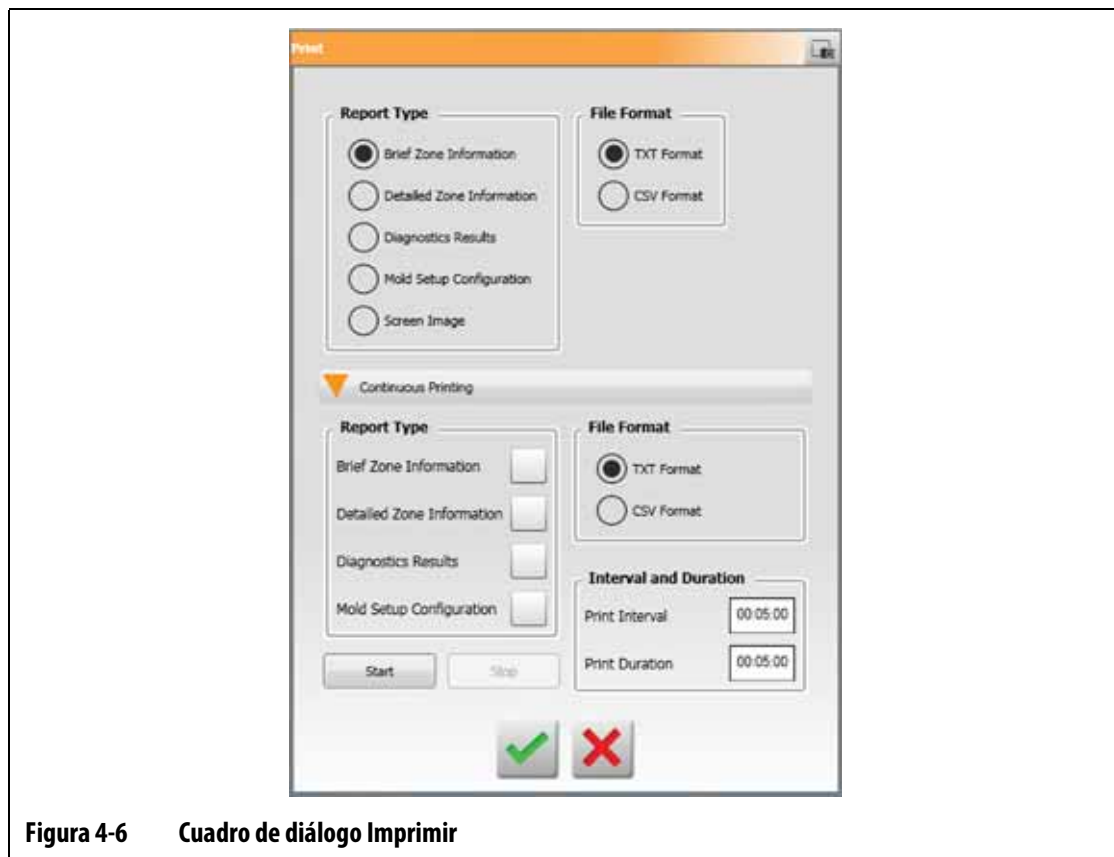 Print
Report Type
Brief Zone Information
Detailed Zone Information
Diagnostics Results
Mold Setup Configuration
Screen Image
File Format
TXT Format
CSV Format
Continuous Printing
Report Type
Brief Zone Information
Detailed Zone Information
Diagnostics Results
Mold Setup Configuration
File Format
TXT Format
CSV Format
Interval and Duration
Print Interval 00:05:00
Print Duration 00:05:00
Start Stop
Figura 4-6 Cuadro de diálogo Imprimir